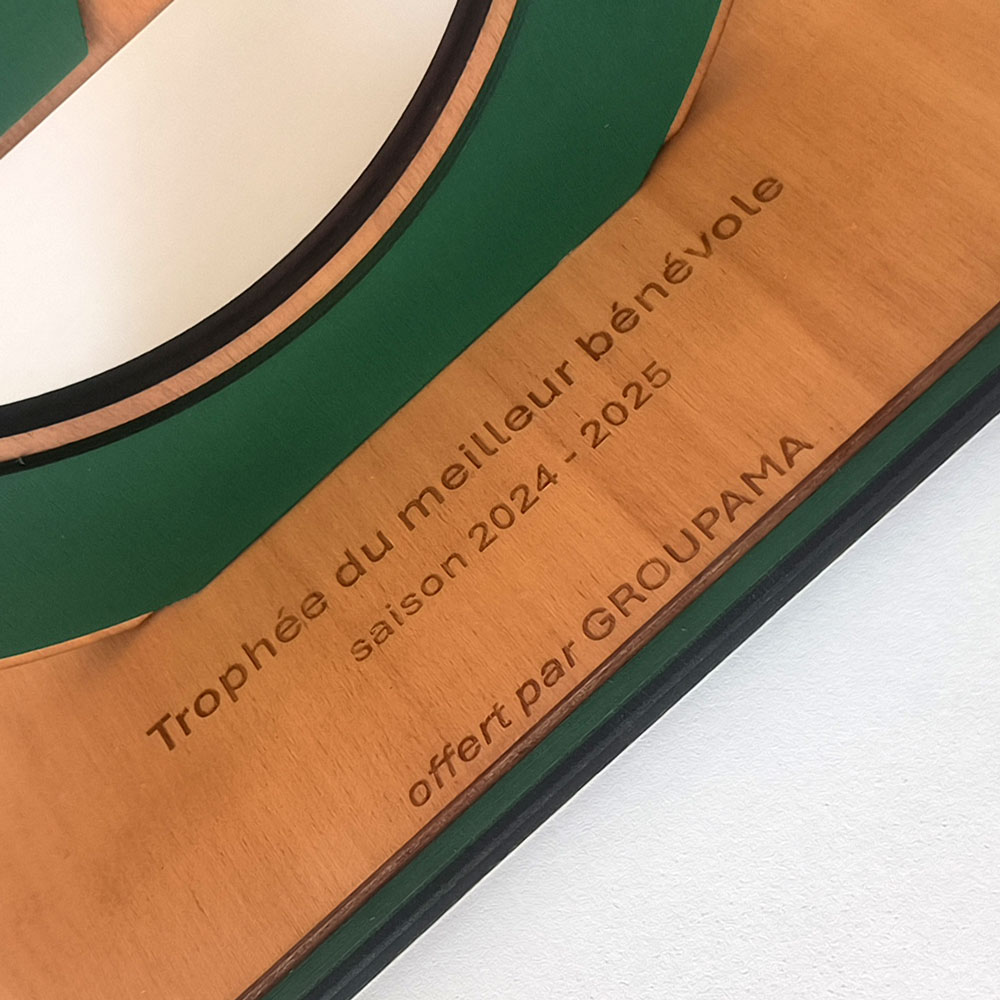 Trophée du meilleur bénévole
saison 2024 - 2025
offert par GROUPAMA